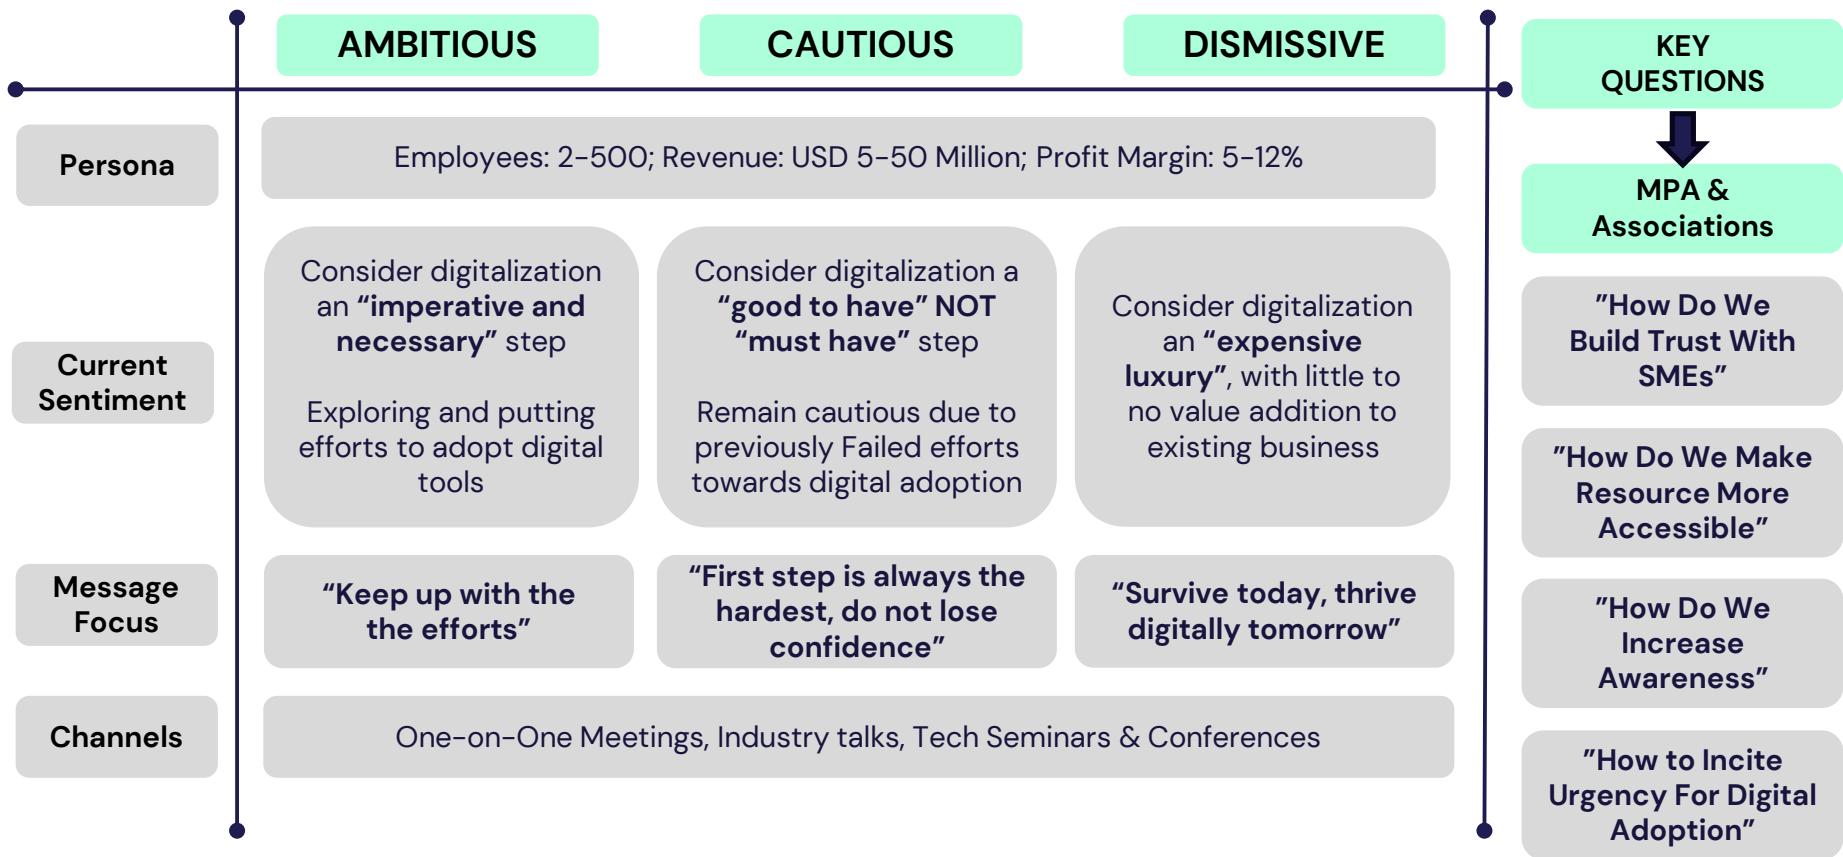 AMBITIOUS
CAUTIOUS
DISMISSIVE
KEY
QUESTIONS
Persona
Employees: 2-500; Revenue: USD 5-50 Million; Profit Margin: 5-12%
MPA &
Associations
Current
Sentiment
Consider digitalization
an “imperative and
necessary” step
Exploring and putting
efforts to adopt digital
tools
Consider digitalization a
“good to have” NOT
“must have” step
Remain cautious due to
previously Failed efforts
towards digital adoption
Consider digitalization
an “expensive
luxury”, with little to
no value addition to
existing business
”How Do We
Build Trust With
SMEs”
”How Do We Make
Resource More
Accessible”
Message
Focus
“Keep up with the
the efforts”
“First step is always the
hardest, do not lose
confidence”
“Survive today, thrive
digitally tomorrow”
”How Do We
Increase
Awareness”
Channels
One-on-One Meetings, Industry talks, Tech Seminars & Conferences
”How to Incite
Urgency For Digital
Adoption”